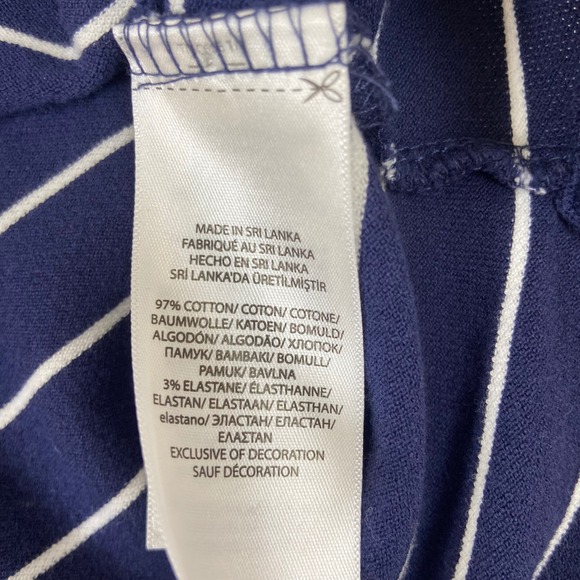 MADE IN SRI LANKA
FABRIQUÉ AU SRI LANKA
HECHO EN SRI LANKA
SRİ LANKA'DA ÜRETİLMİŞTİR
97% COTTON/ COTON/ COTONE/
BAUMWOLLE/ KATOEN/ BOMULD/
ALGODÓN/ ALGODÃO/ ХЛОПОК/
ПАМУК/ BAMBAKI/ BOMULL/
PAMUK/ BAVLNA
3% ELASTANE/ ÉLASTHANNE/
ELASTAN/ ELASTAAN/ ELASTHAN/
elastano/ ЭЛАСТАН/ ЕЛАСТАН/
ΕΛΑΣΤΑΝ
EXCLUSIVE OF DECORATION
SAUF DÉCORATION